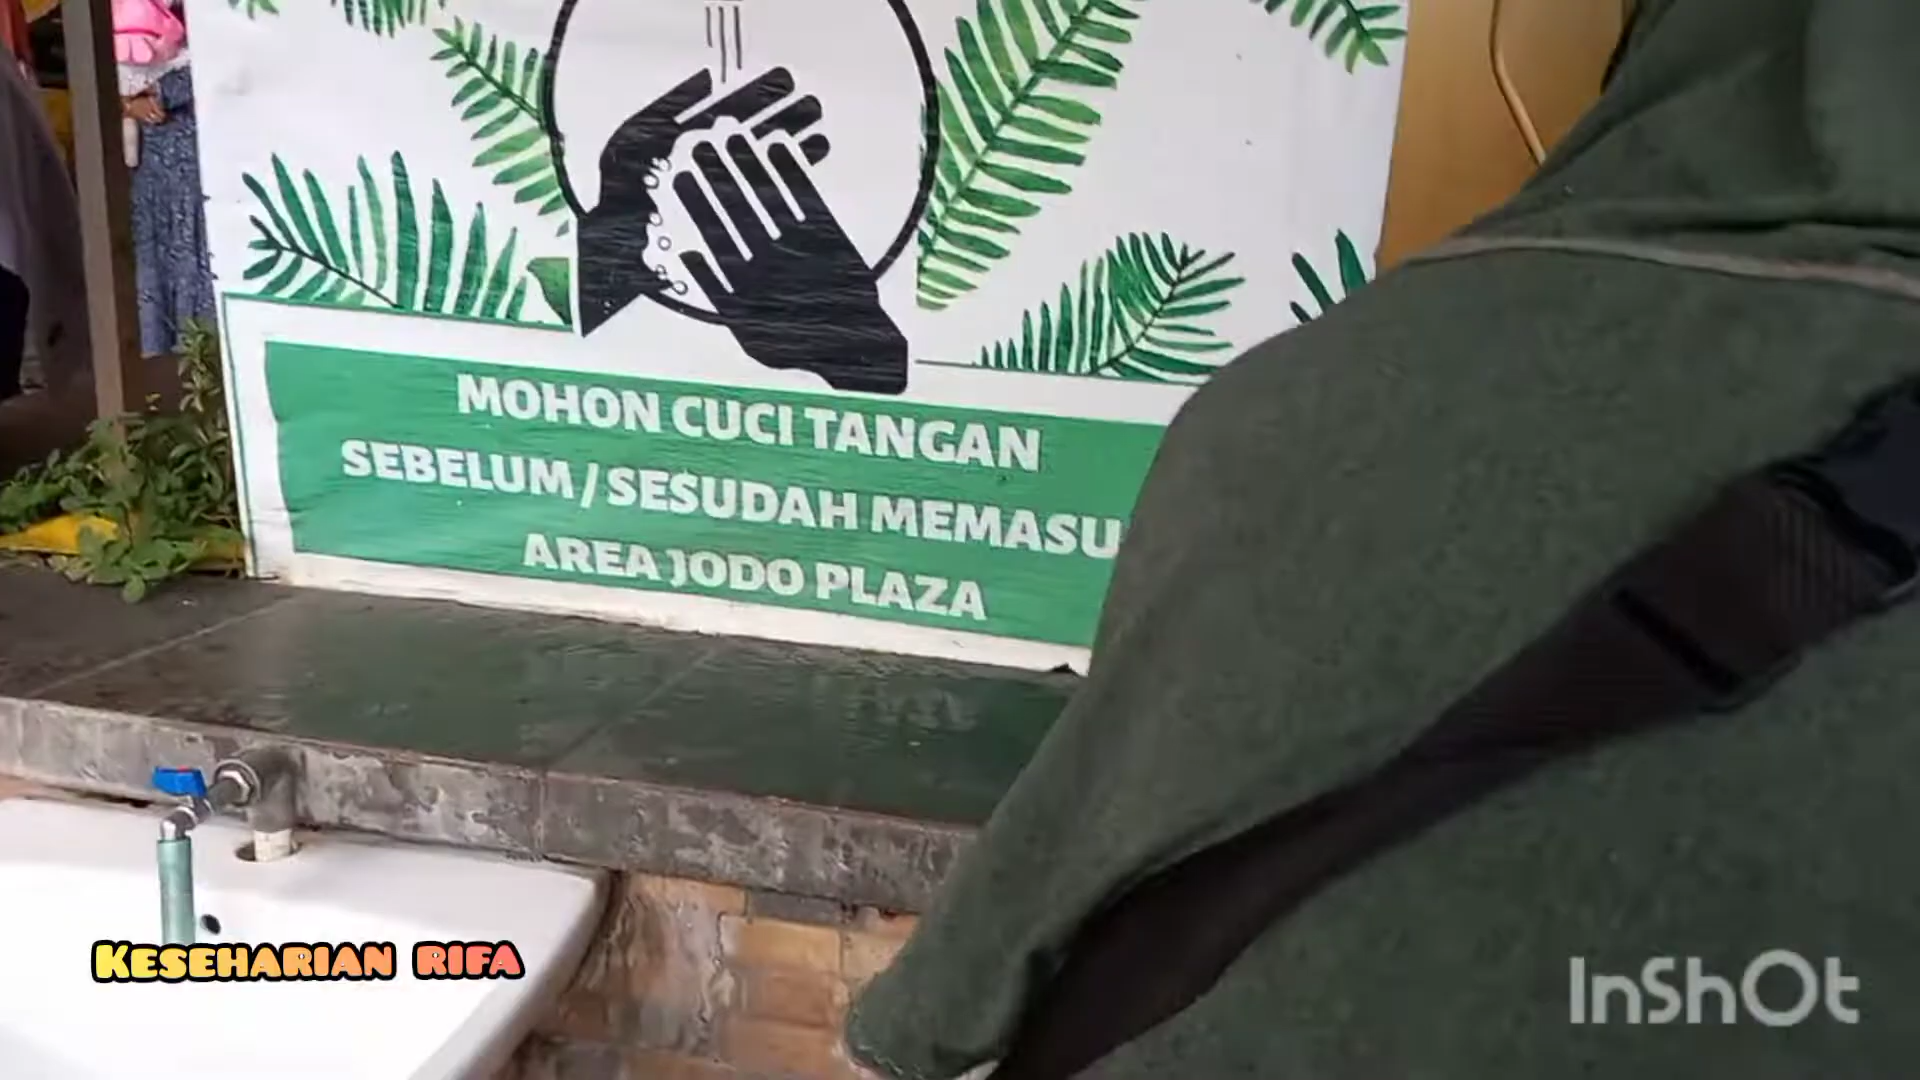 MOHON CUCI TANGAN
SEBELUM / SESUDAH MEMASU
AREA JODO PLAZA
KESEHARIAN RIFA
InShOt